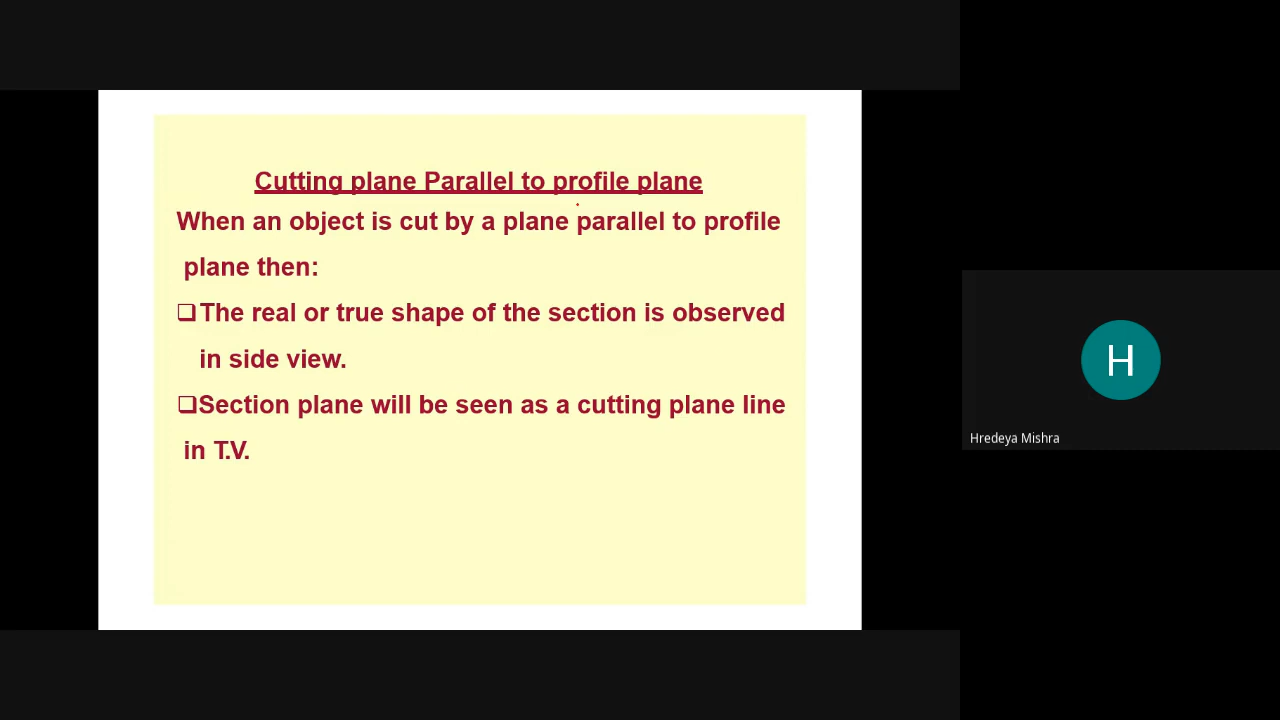 Cutting plane Parallel to profile plane
When an object is cut by a plane parallel to profile
plane then:
❑The real or true shape of the section is observed
in side view.
❑Section plane will be seen as a cutting plane line
in T.V.
H
Hredeya Mishra